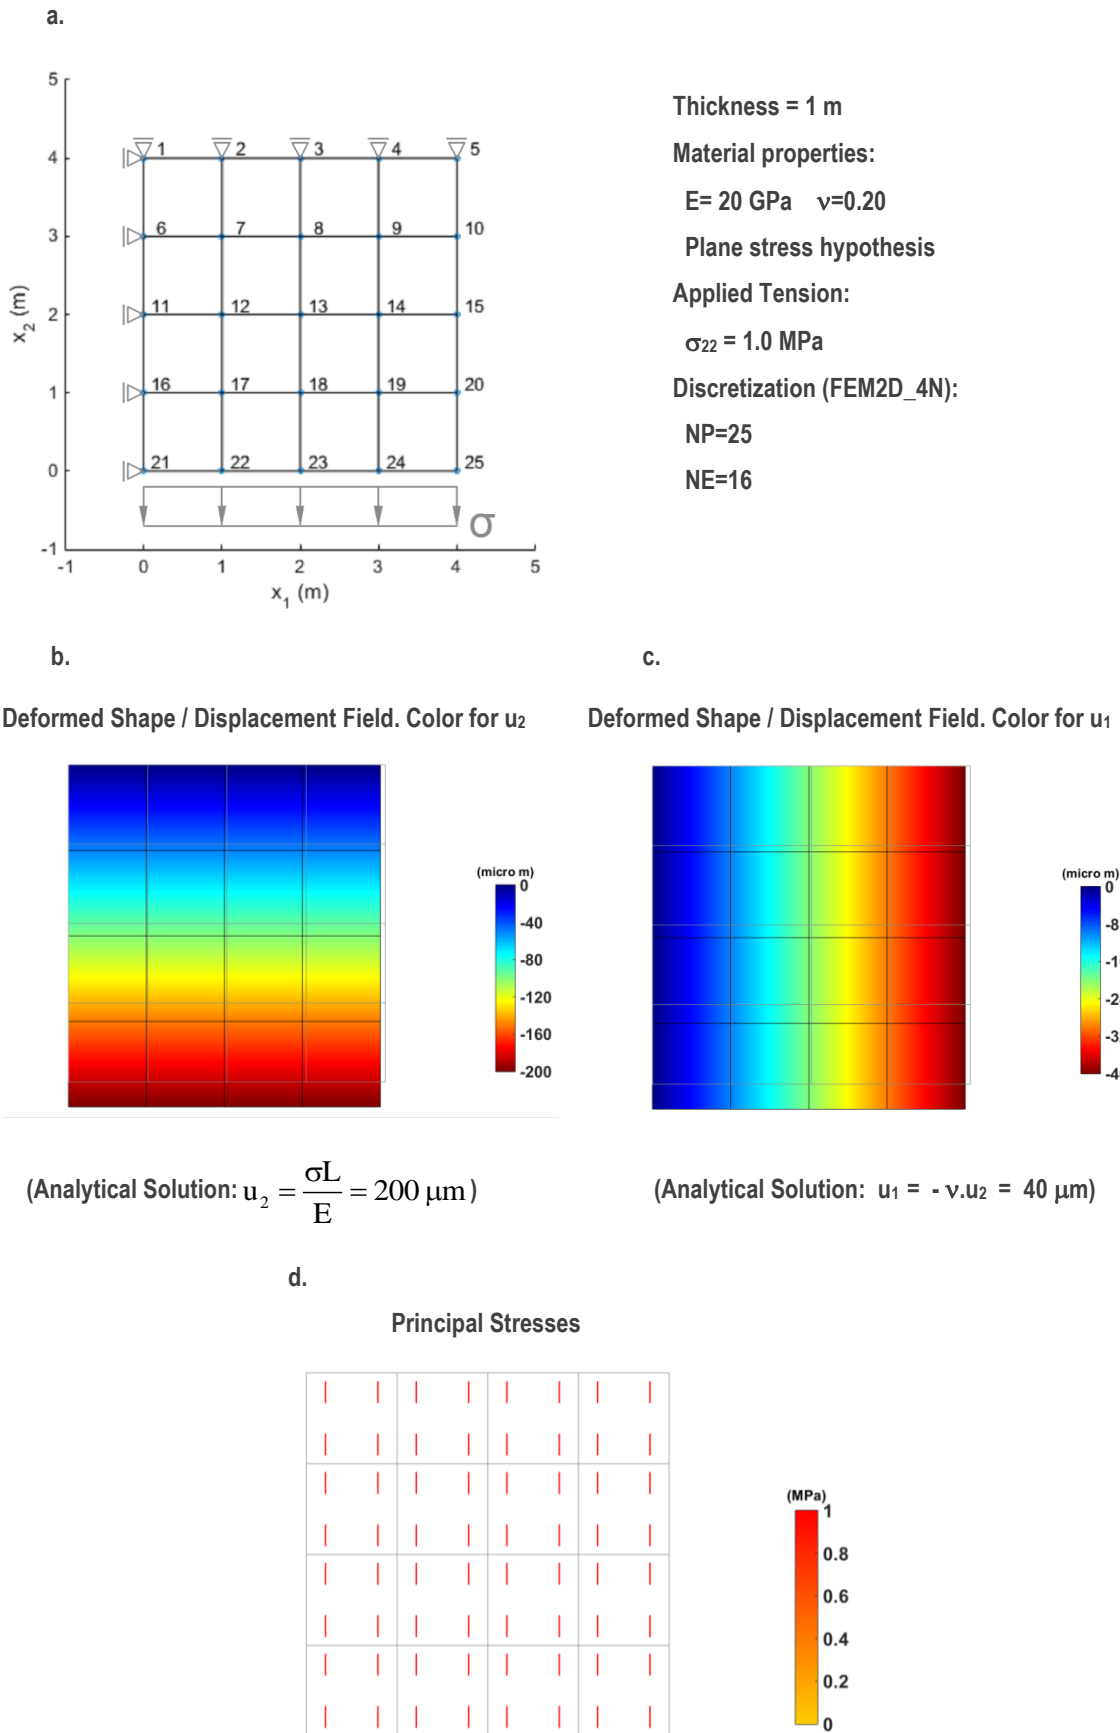 a.
5
4
3
2
1
0
-1
x2 (m)
1 2 3 4 5
6 7 8 9 10
11 12 13 14 15
16 17 18 19 20
21 22 23 24 25
σ
-1 0 1 2 3 4 5
x1 (m)
Thickness = 1 m
Material properties:
E= 20 GPa ν=0.20
Plane stress hypothesis
Applied Tension:
σ22 = 1.0 MPa
Discretization (FEM2D_4N):
NP=25
NE=16
b.
Deformed Shape / Displacement Field. Color for u2
(micro m)
0
-40
-80
-120
-160
-200
(Analytical Solution: u2 = σL/E = 200 μm)
c.
Deformed Shape / Displacement Field. Color for u1
(micro m)
0
-8
-1
-2
-3
-4
(Analytical Solution: u1 = - ν.u2 = 40 μm)
d.
Principal Stresses
(MPa)
1
0.8
0.6
0.4
0.2
0